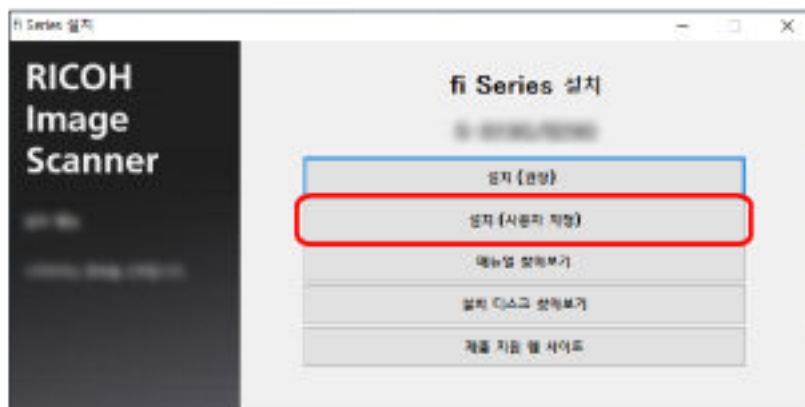 fi Series 설치
RICOH
Image
Scanner
fi Series 설치
설치 (권장)
설치 (사용자 지정)
매뉴얼 찾아보기
설치 디스크 찾아보기
제품 지원 웹 사이트